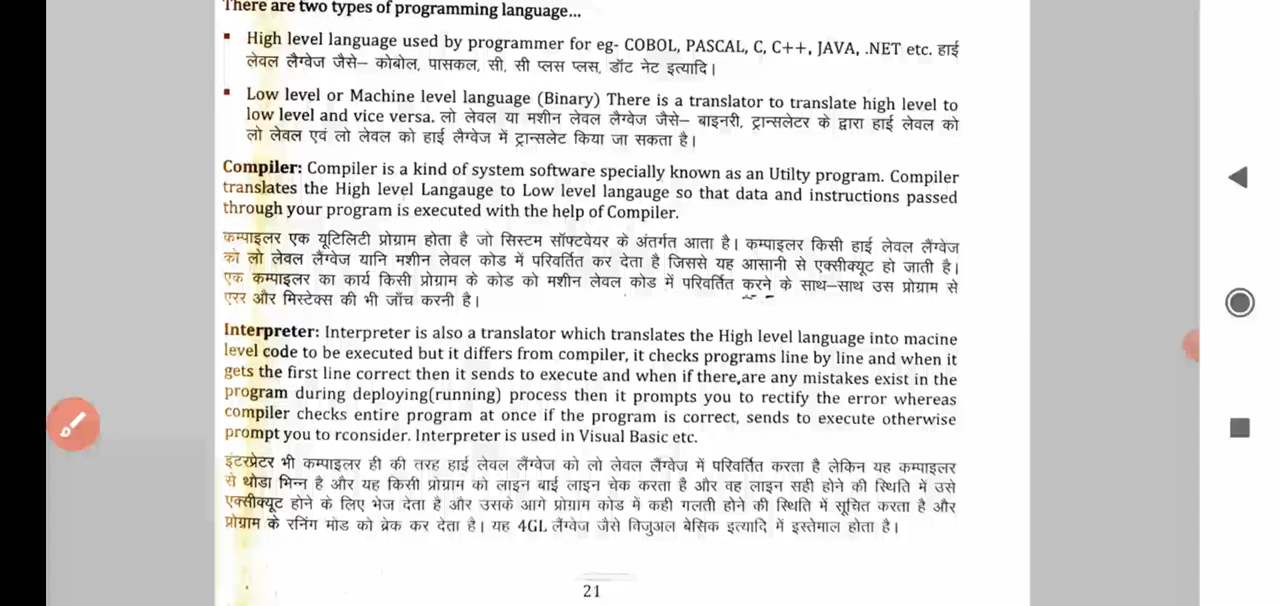 There are two types of programming language...
▪ High level language used by programmer for eg- COBOL, PASCAL, C, C++, JAVA, .NET etc. हाई
लेवल लैंग्वेज जैसे– कोबोल, पासकल, सी, सी प्लस प्लस, डॉट नेट इत्यादि।
▪ Low level or Machine level language (Binary) There is a translator to translate high level to
low level and vice versa. लो लेवल या मशीन लेवल लैंग्वेज जैसे– बाइनरी, ट्रान्सलेटर के द्वारा हाई लेवल को
लो लेवल एवं लो लेवल को हाई लैंग्वेज में ट्रान्सलेट किया जा सकता है।
Compiler: Compiler is a kind of system software specially known as an Utilty program. Compiler
translates the High level Langauge to Low level langauge so that data and instructions passed
through your program is executed with the help of Compiler.
कम्पाइलर एक यूटिलिटी प्रोग्राम होता है जो सिस्टम सॉफ्टवेयर के अंतर्गत आता है। कम्पाइलर किसी हाई लेवल लैंग्वेज
को लो लेवल लैंग्वेज यानि मशीन लेवल कोड में परिवर्तित कर देता है जिससे यह आसानी से एक्सीक्यूट हो जाती है।
एक कम्पाइलर का कार्य किसी प्रोग्राम के कोड को मशीन लेवल कोड में परिवर्तित करने के साथ–साथ उस प्रोग्राम से
एरर और मिस्टेक्स की भी जाँच करनी है।
Interpreter: Interpreter is also a translator which translates the High level language into macine
level code to be executed but it differs from compiler, it checks programs line by line and when it
gets the first line correct then it sends to execute and when if there,are any mistakes exist in the
program during deploying(running) process then it prompts you to rectify the error whereas
compiler checks entire program at once if the program is correct, sends to execute otherwise
prompt you to rconsider. Interpreter is used in Visual Basic etc.
इंटरप्रेटर भी कम्पाइलर ही की तरह हाई लेवल लैंग्वेज को लो लेवल लैंग्वेज में परिवर्तित करता है लेकिन यह कम्पाइलर
से थोडा भिन्न है और यह किसी प्रोग्राम को लाइन बाई लाइन चेक करता है और वह लाइन सही होने की स्थिति में उसे
एक्सीक्यूट होने के लिए भेज देता है और उसके आगे प्रोग्राम कोड में कही गलती होने की स्थिति में सूचित करता है और
प्रोग्राम के रनिंग मोड को ब्रेक कर देता है। यह 4GL लैंग्वेज जैसे विजुअल बेसिक इत्यादि में इस्तेमाल होता है।
21